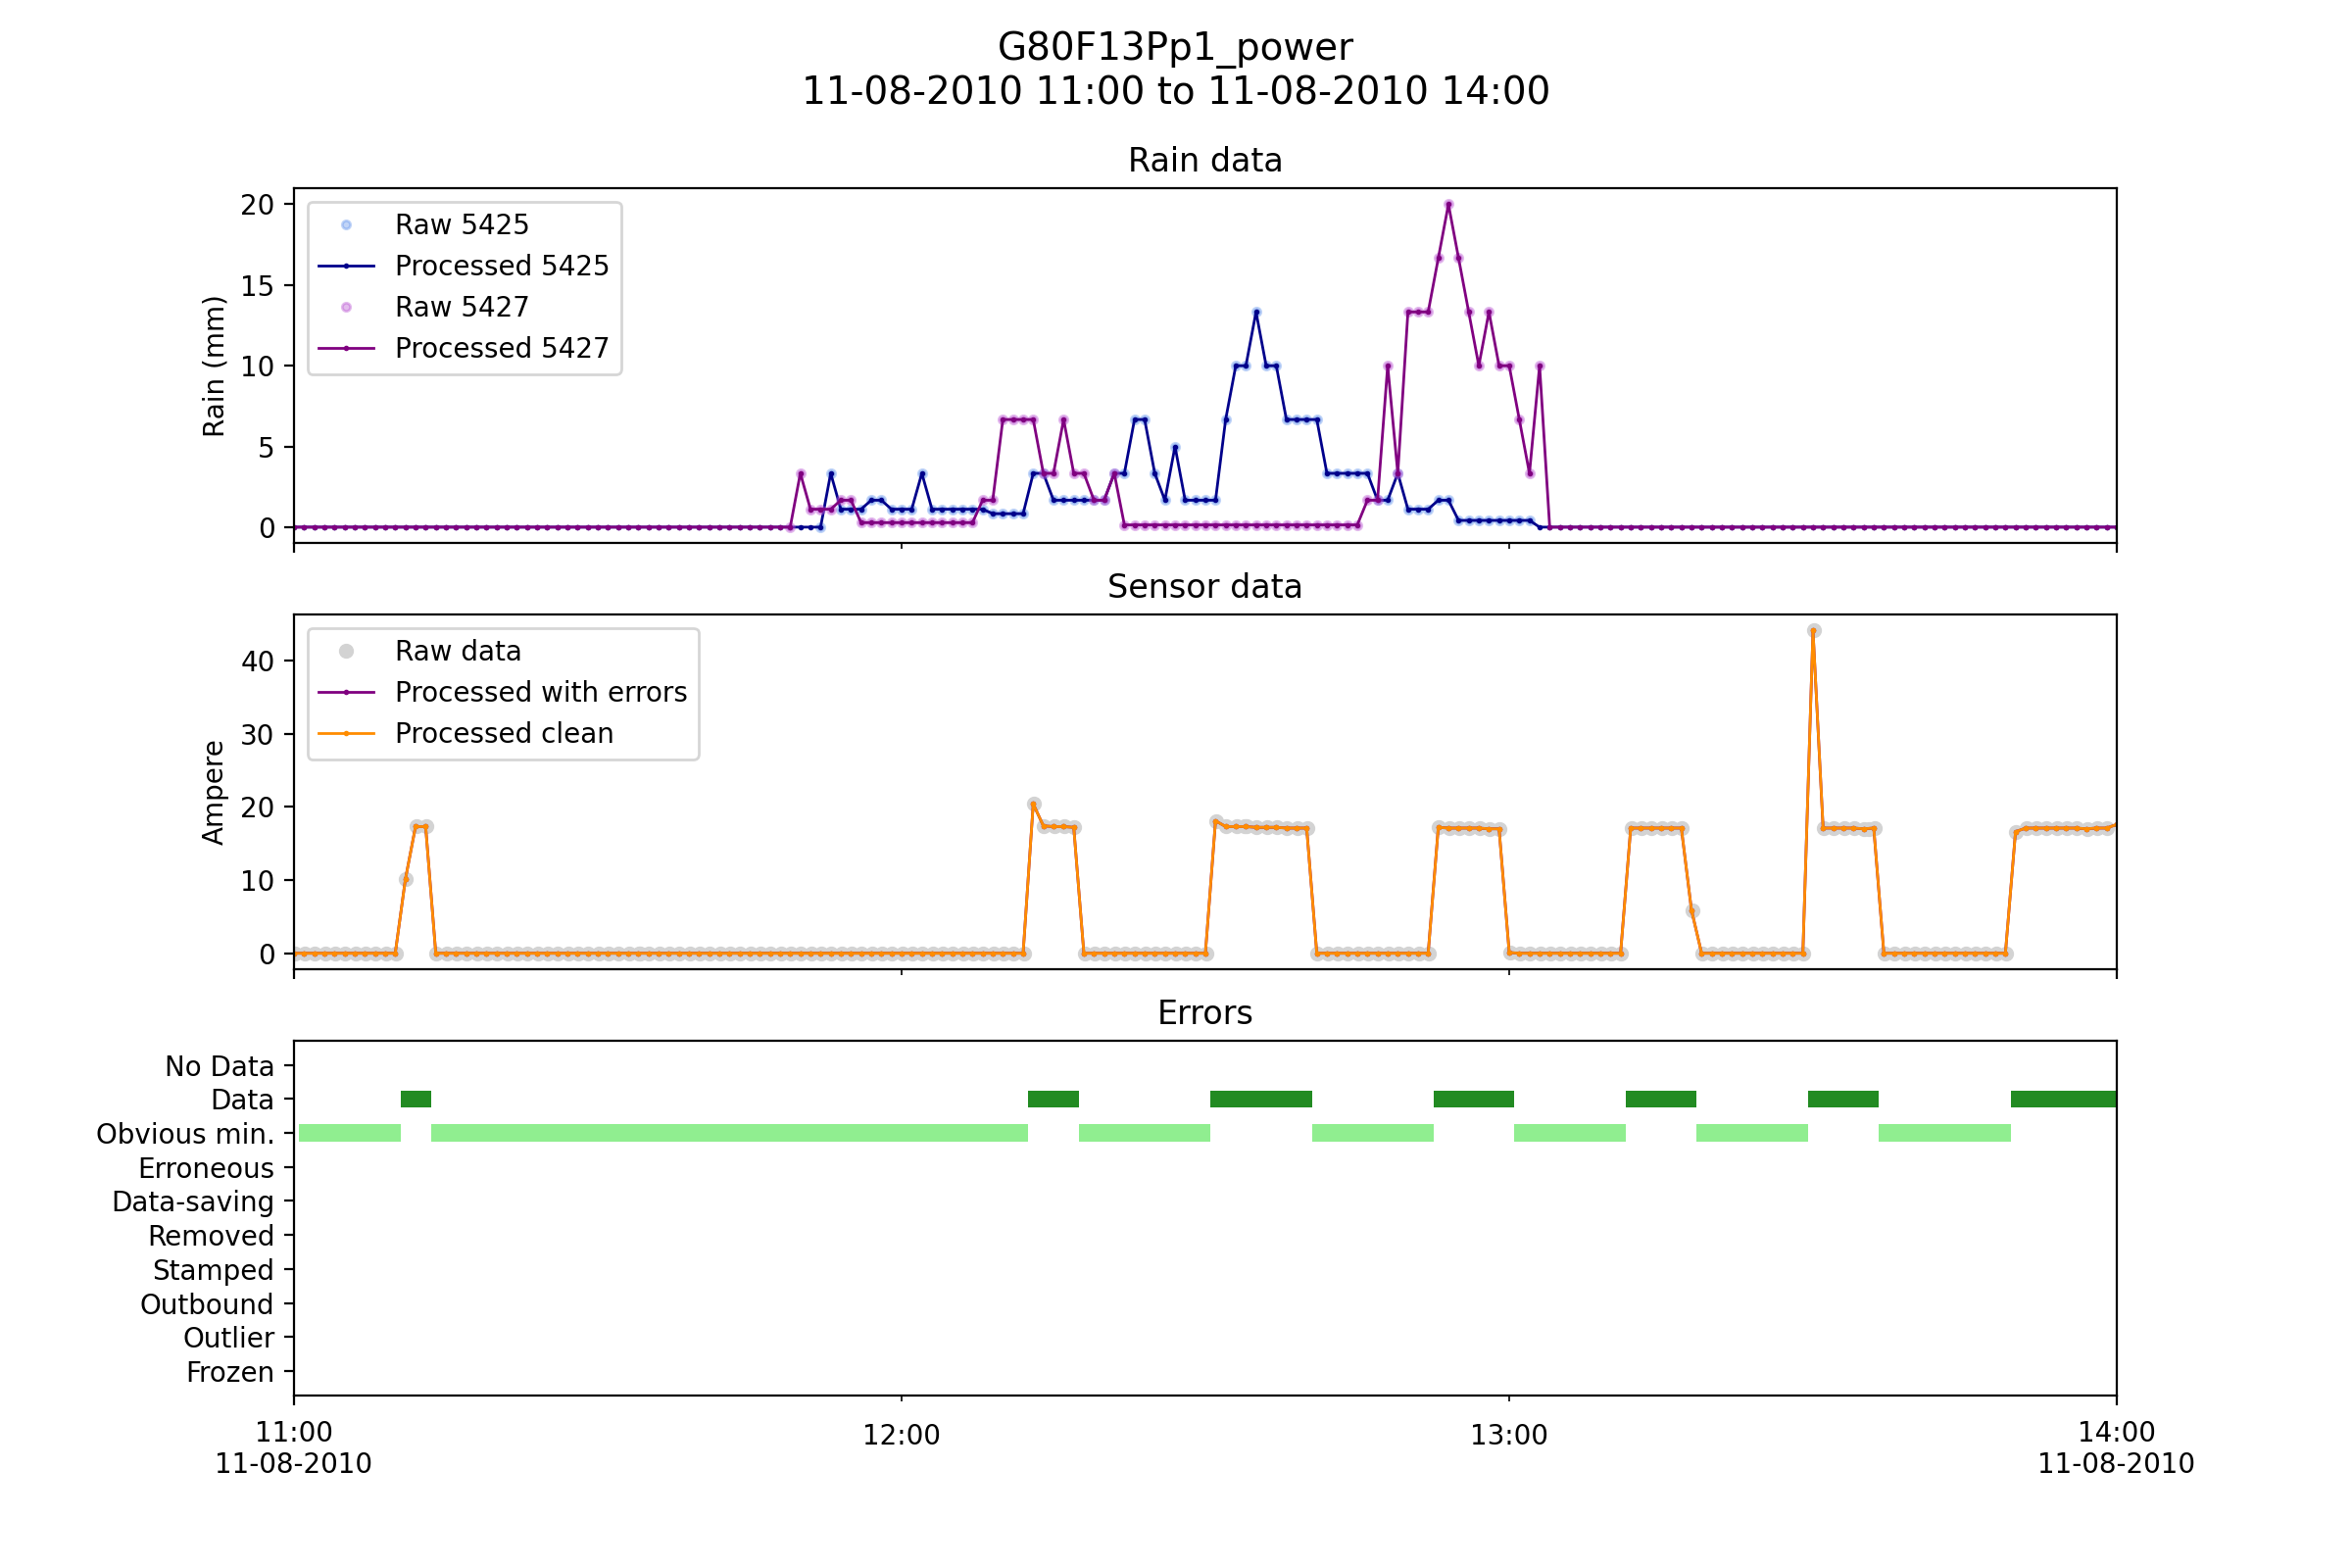 G80F13Pp1_power
11-08-2010 11:00 to 11-08-2010 14:00
Rain data
20
15
10
5
0
Rain (mm)
Raw 5425
Processed 5425
Raw 5427
Processed 5427
Sensor data
40
30
20
10
0
Ampere
Raw data
Processed with errors
Processed clean
Errors
No Data
Data
Obvious min.
Erroneous
Data-saving
Removed
Stamped
Outbound
Outlier
Frozen
11:00
11-08-2010
12:00
13:00
14:00
11-08-2010